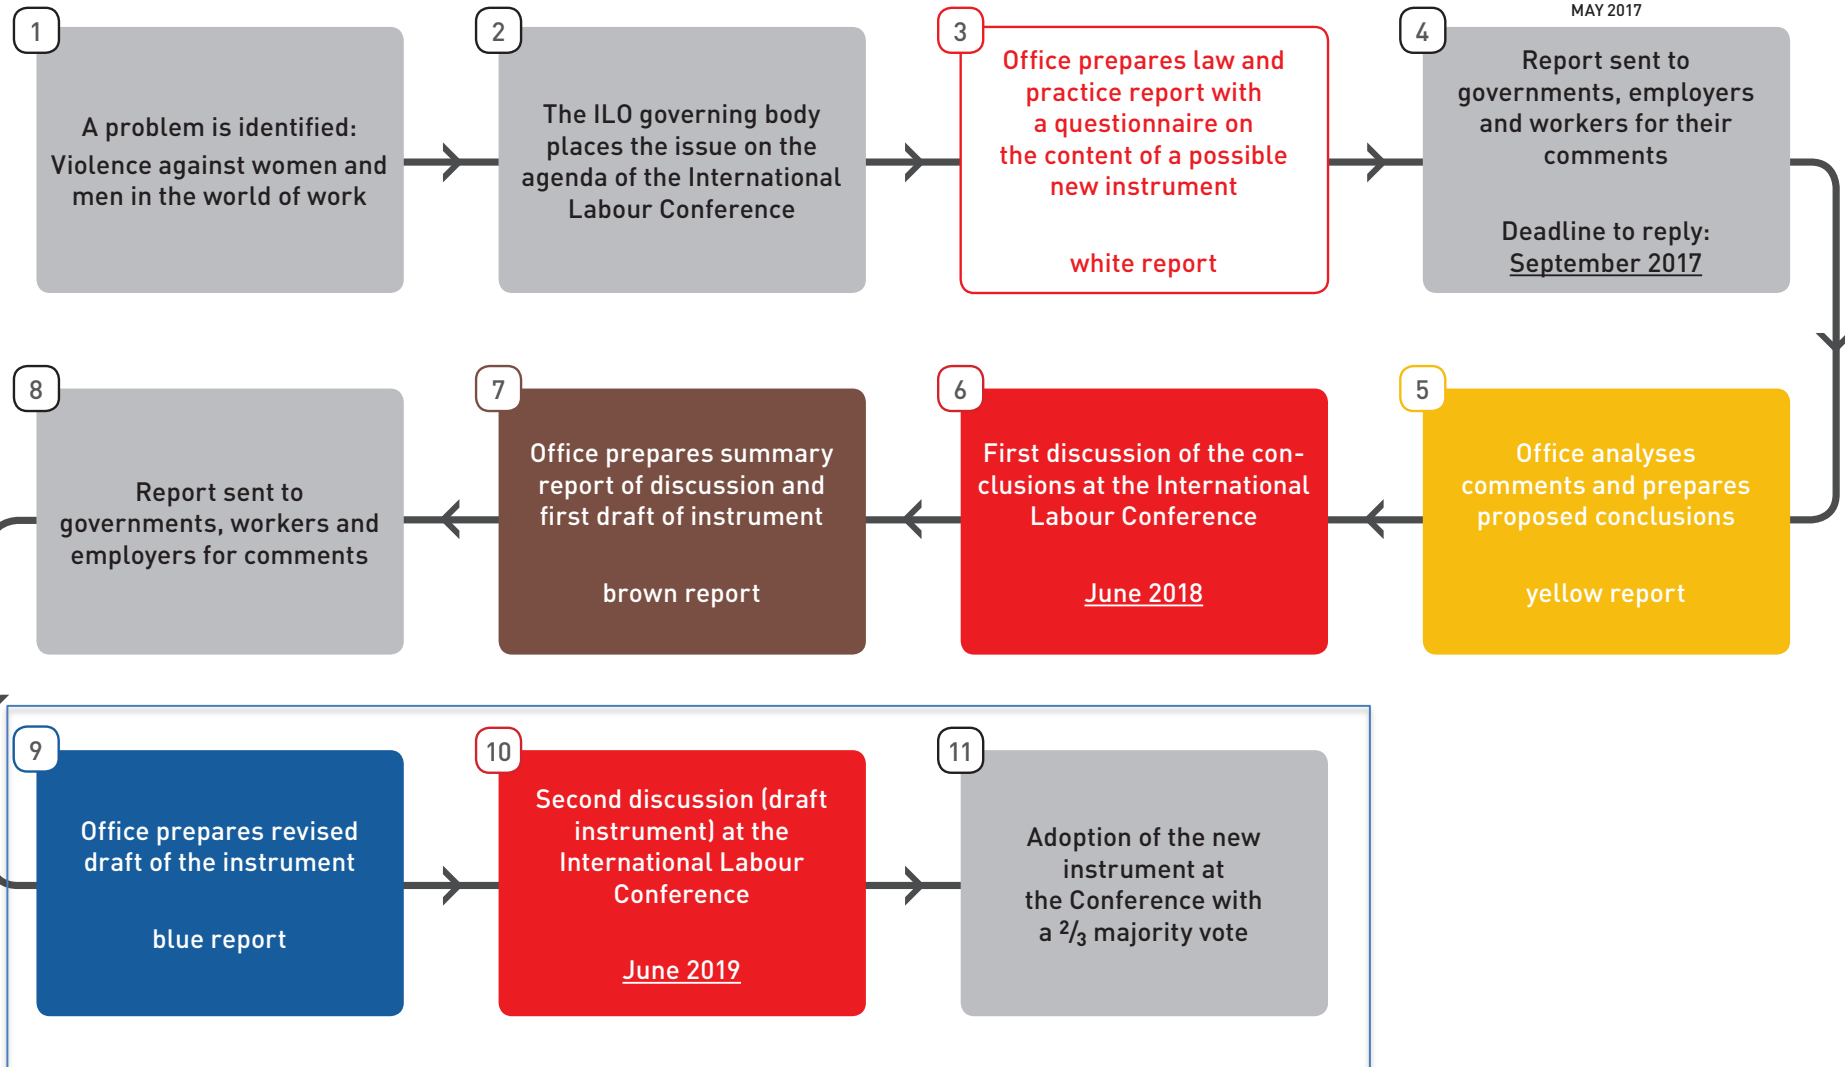 1
A problem is identified:
Violence against women and
men in the world of work
2
The ILO governing body
places the issue on the
agenda of the International
Labour Conference
3
Office prepares law and
practice report with
a questionnaire on
the content of a possible
new instrument
white report
MAY 2017
4
Report sent to
governments, employers
and workers for their
comments
Deadline to reply:
September 2017
5
Office analyses
comments and prepares
proposed conclusions
yellow report
6
First discussion of the con-
clusions at the International
Labour Conference
June 2018
7
Office prepares summary
report of discussion and
first draft of instrument
brown report
8
Report sent to
governments, workers and
employers for comments
9
Office prepares revised
draft of the instrument
blue report
10
Second discussion (draft
instrument) at the
International Labour
Conference
June 2019
11
Adoption of the new
instrument at
the Conference with
a 2/3 majority vote